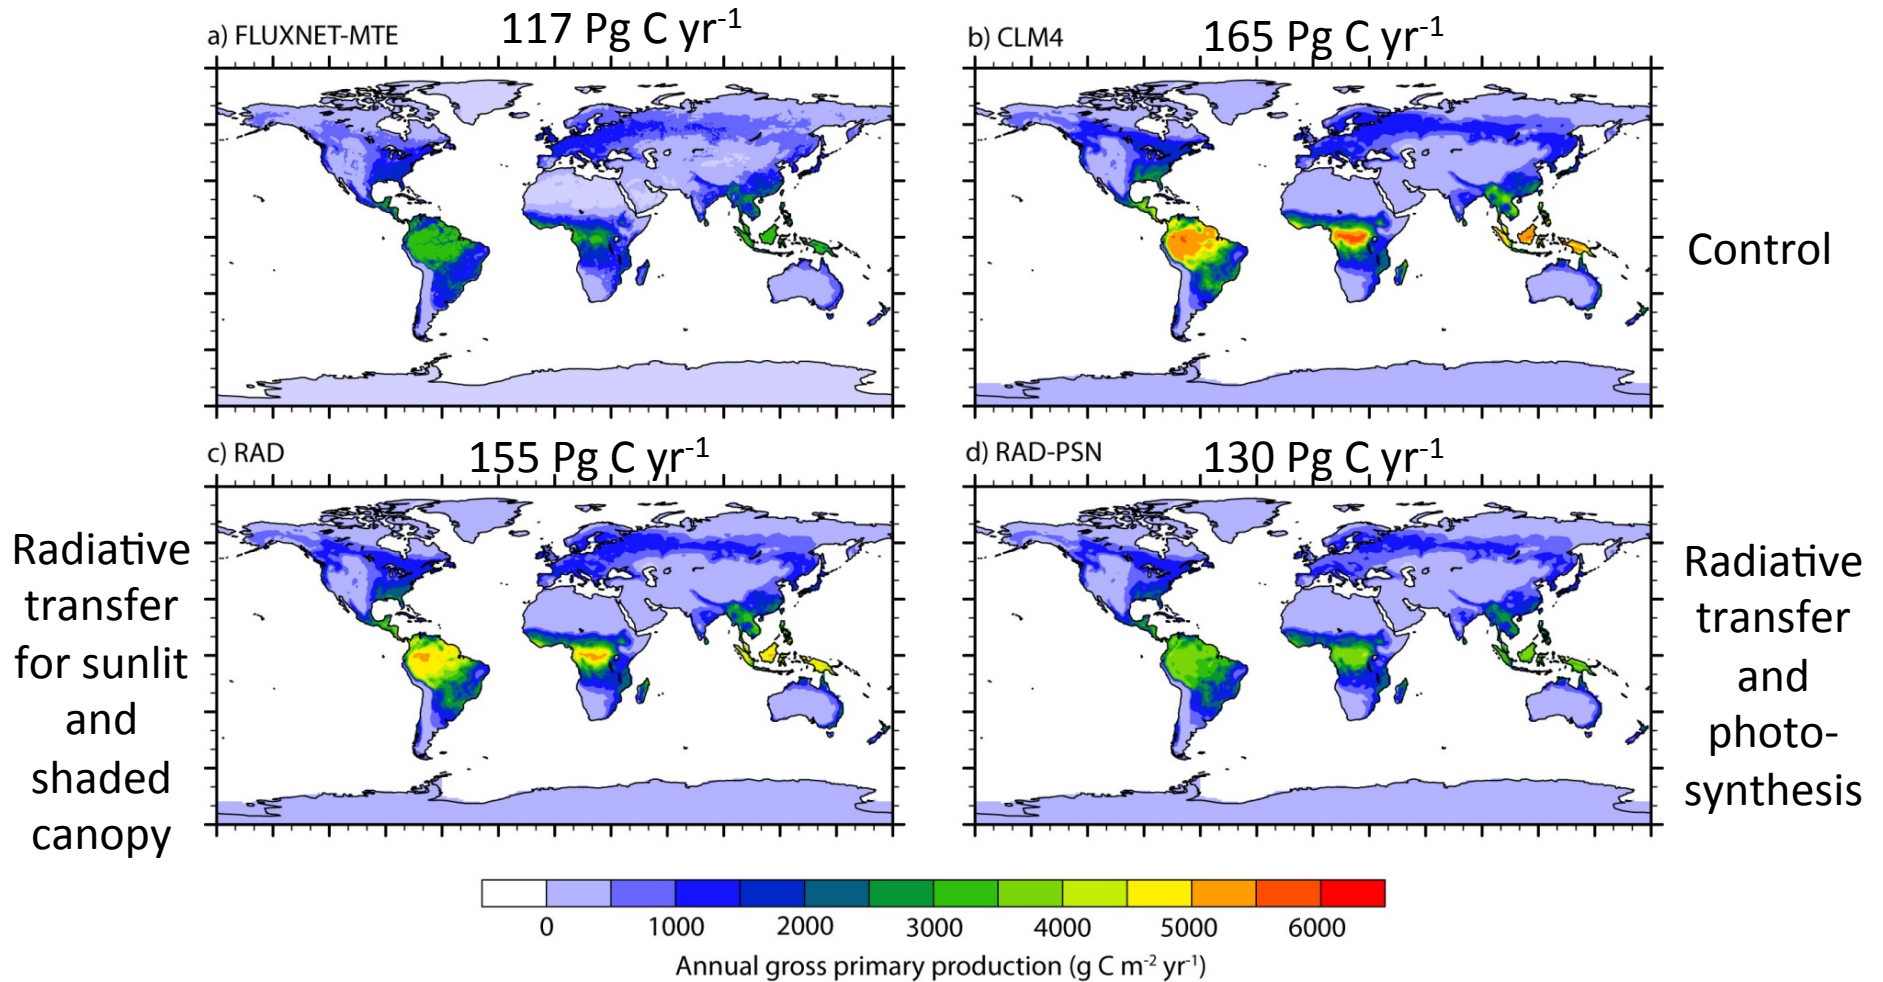 a) FLUXNET-MTE 117 Pg C yr⁻¹
b) CLM4 165 Pg C yr⁻¹
Control
c) RAD 155 Pg C yr⁻¹
d) RAD-PSN 130 Pg C yr⁻¹
Radiative
transfer
for sunlit
and
shaded
canopy
Radiative
transfer
and
photo-
synthesis
0 1000 2000 3000 4000 5000 6000
Annual gross primary production (g C m⁻² yr⁻¹)